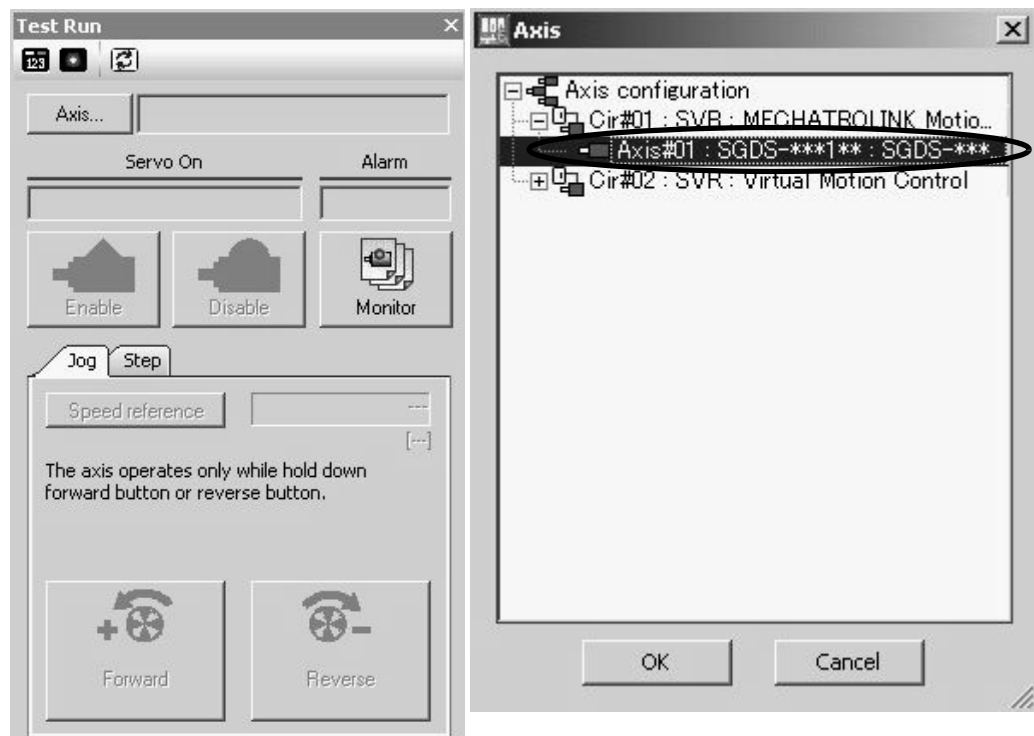 Test Run
123
Axis...
Servo On Alarm
Enable Disable Monitor
Jog Step
Speed reference ---
[---]
The axis operates only while hold down
forward button or reverse button.
Forward Reverse
Axis
Axis configuration
Cir#01 : SVB : MECHATROLINK Motio...
Axis#01 : SGDS-***1** : SGDS-***...
Cir#02 : SVR : Virtual Motion Control
OK Cancel